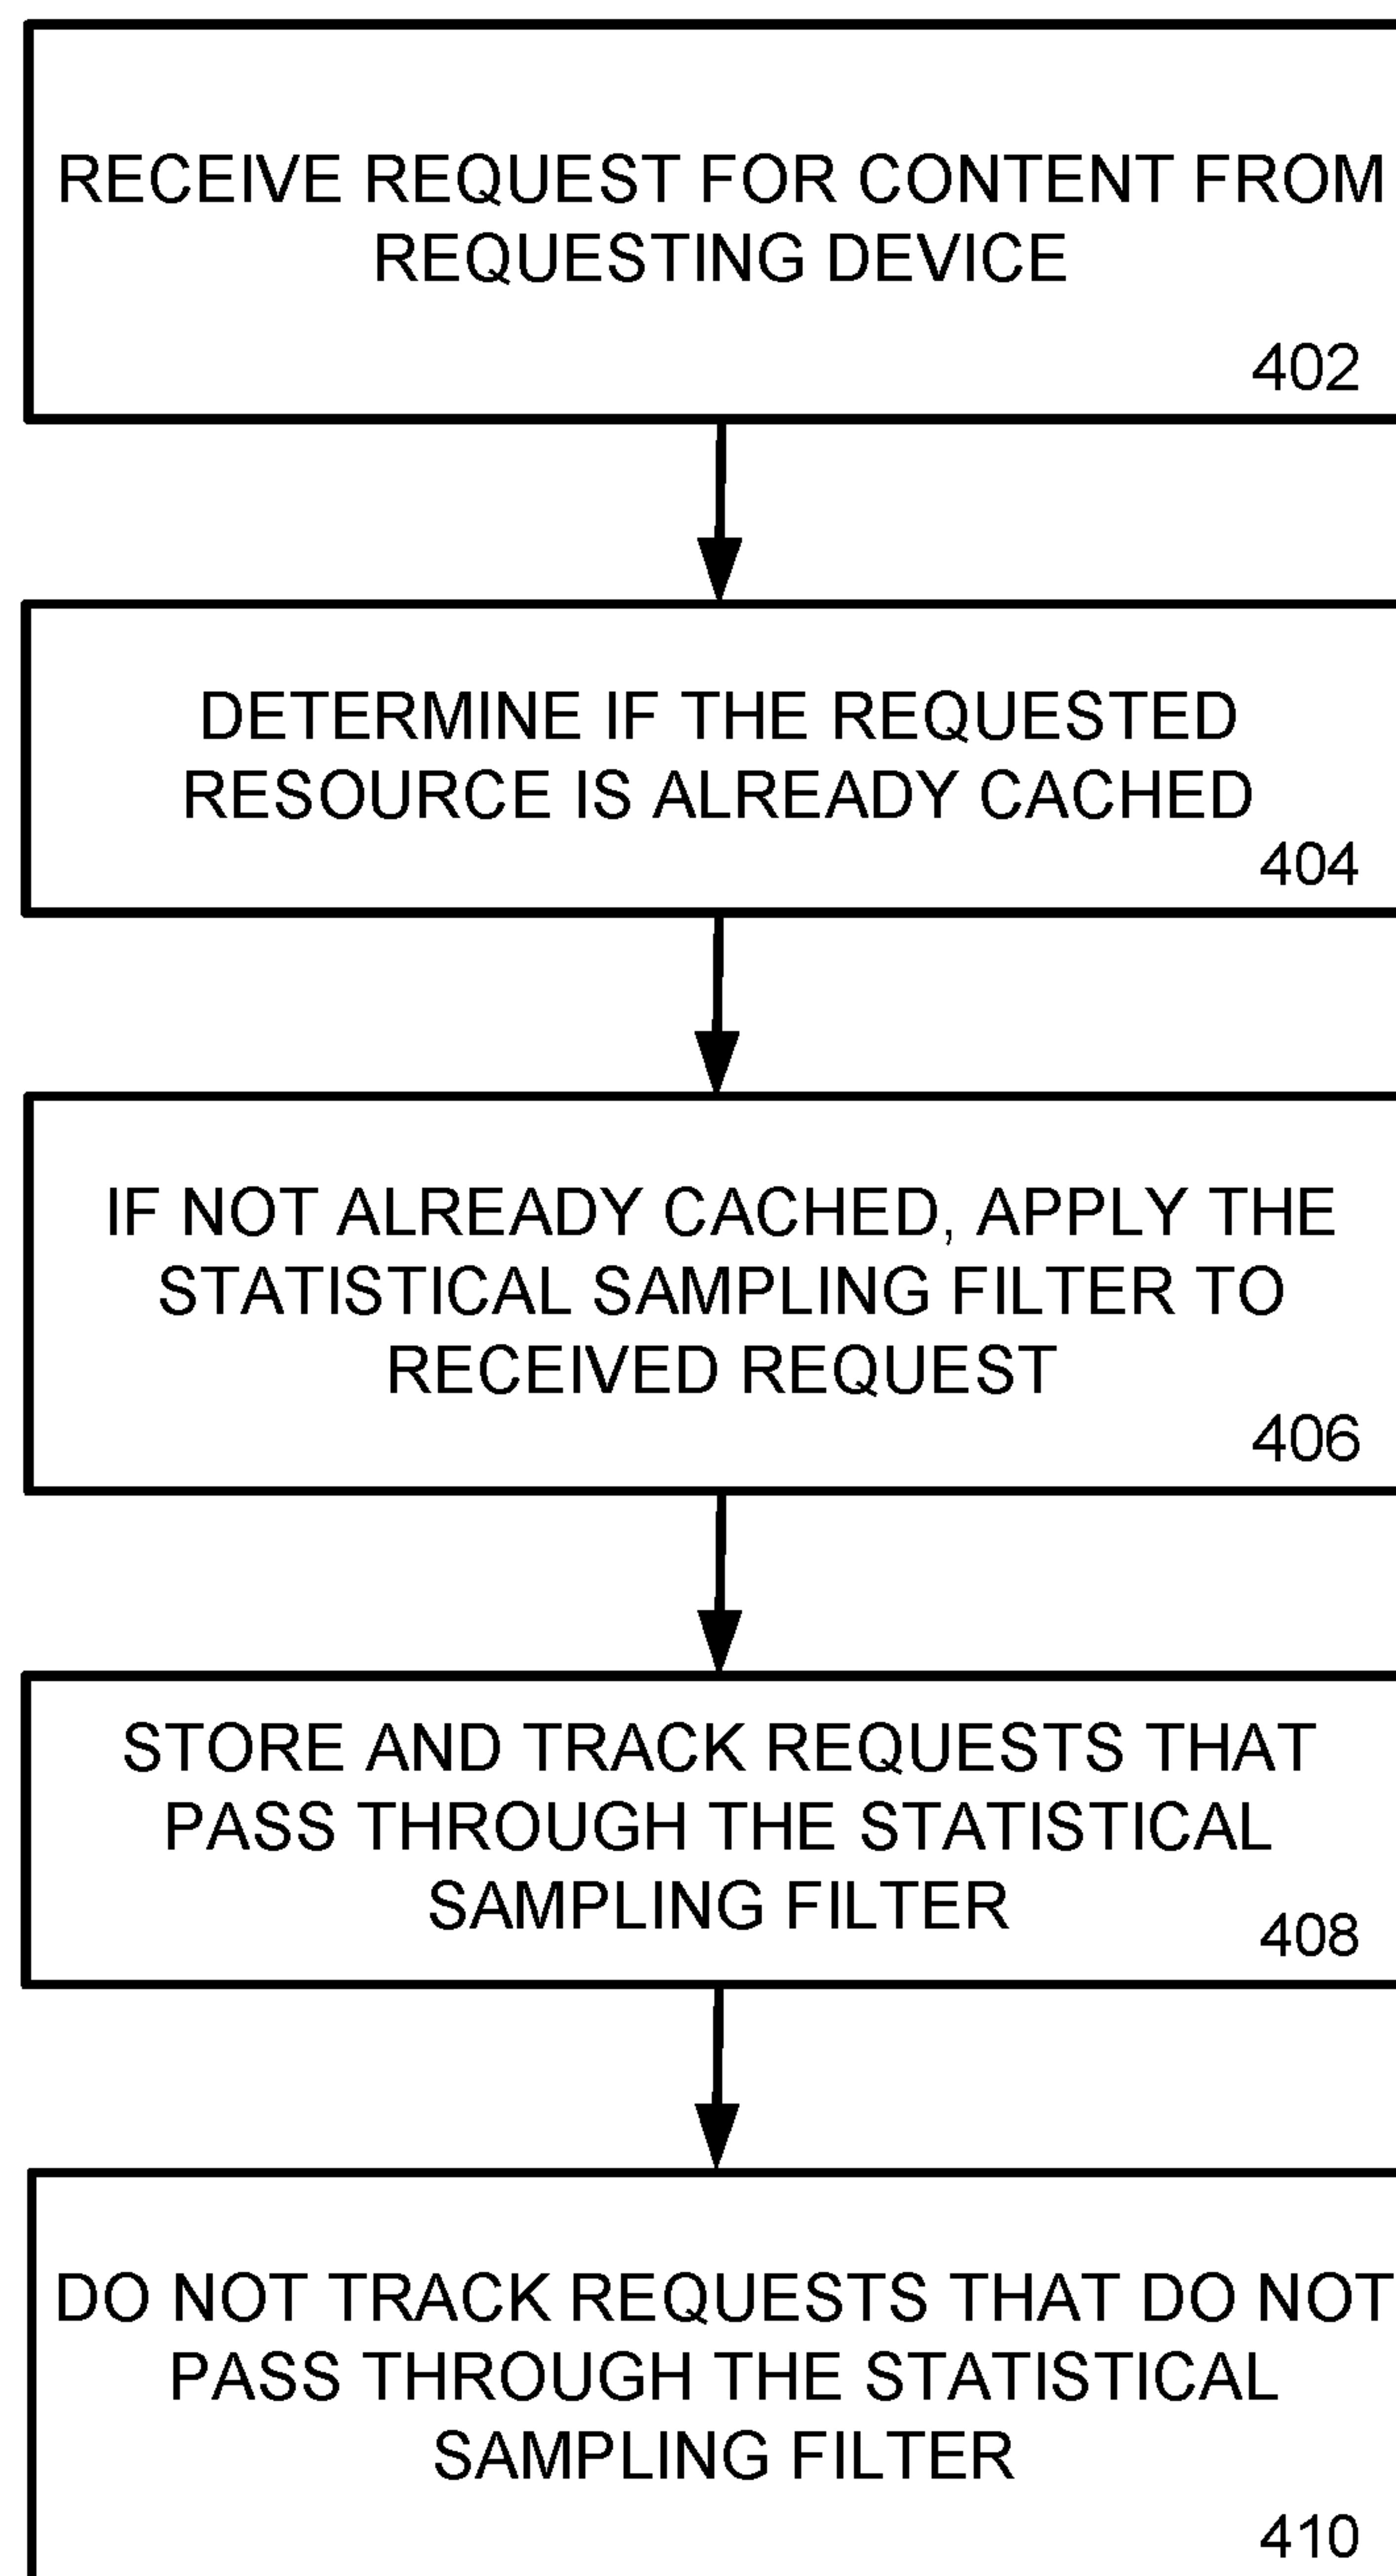 RECEIVE REQUEST FOR CONTENT FROM
REQUESTING DEVICE
402
DETERMINE IF THE REQUESTED
RESOURCE IS ALREADY CACHED
404
IF NOT ALREADY CACHED, APPLY THE
STATISTICAL SAMPLING FILTER TO
RECEIVED REQUEST
406
STORE AND TRACK REQUESTS THAT
PASS THROUGH THE STATISTICAL
SAMPLING FILTER
408
DO NOT TRACK REQUESTS THAT DO NOT
PASS THROUGH THE STATISTICAL
SAMPLING FILTER
410